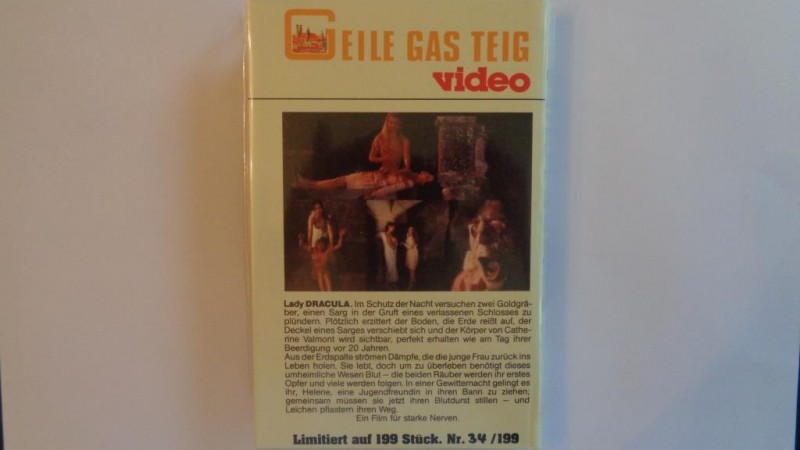 GEILE GAS TEIG
video
Lady DRACULA. Im Schutz der Nacht versuchen zwei Goldgrä-
ber, einen Sarg in der Gruft eines verlassenen Schlosses zu
plündern. Plötzlich erzittert der Boden, die Erde reißt auf, der
Deckel eines Sarges verschiebt sich und der Körper von Cathe-
rine Valmont wird sichtbar, perfekt erhalten wie am Tag ihrer
Beerdigung vor 20 Jahren.
Aus der Erdspalte strömen Dämpfe, die die junge Frau zurück ins
Leben holen. Sie lebt, doch um zu überleben benötigt dieses
umheimliche Wesen Blut – die beiden Räuber werden ihr erstes
Opfer und viele werden folgen. In einer Gewitternacht gelingt es
ihr, Helene, eine Jugendfreundin in ihren Bann zu ziehen;
gemeinsam müssen sie jetzt ihren Blutdurst stillen – und
Leichen pflastern ihren Weg.
Ein Film für starke Nerven.
Limitiert auf 199 Stück. Nr. 34/199